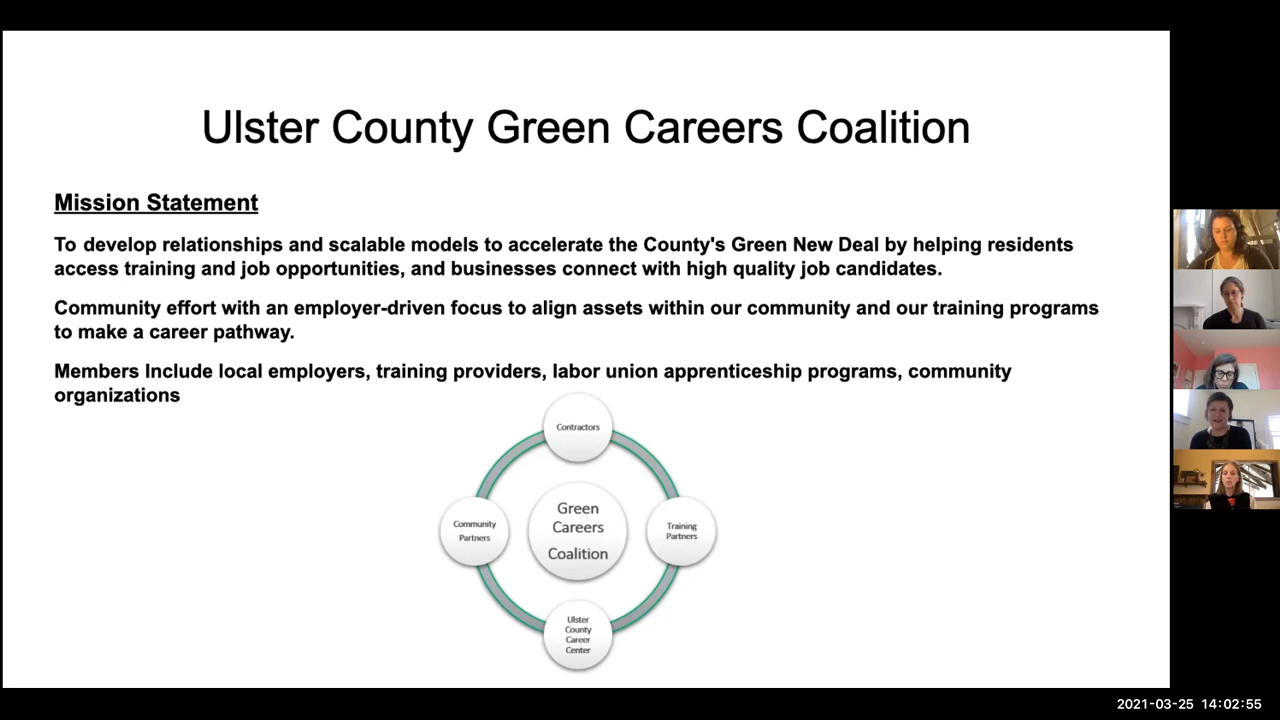 Ulster County Green Careers Coalition
Mission Statement
To develop relationships and scalable models to accelerate the County's Green New Deal by helping residents
access training and job opportunities, and businesses connect with high quality job candidates.
Community effort with an employer-driven focus to align assets within our community and our training programs
to make a career pathway.
Members Include local employers, training providers, labor union apprenticeship programs, community
organizations
Contractors
Green
Careers
Coalition
Community
Partners
Training
Partners
Ulster
County
Career
Center
2021-03-25 14:02:55